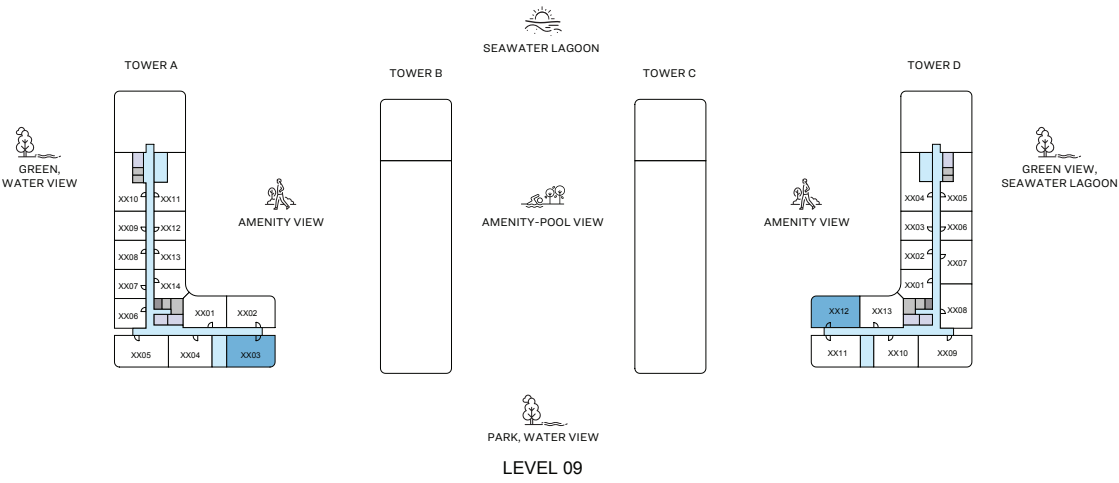 SEAWATER LAGOON
TOWER A
TOWER B
TOWER C
TOWER D
GREEN,
WATER VIEW
AMENITY VIEW
AMENITY-POOL VIEW
AMENITY VIEW
GREEN VIEW,
SEAWATER LAGOON
XX10 XX11
XX09 XX12
XX08 XX13
XX07 XX14
XX06
XX01 XX02
XX05 XX04 XX03
XX04 XX05
XX03 XX06
XX02 XX07
XX01
XX12 XX13 XX08
XX11 XX10 XX09
PARK, WATER VIEW
LEVEL 09